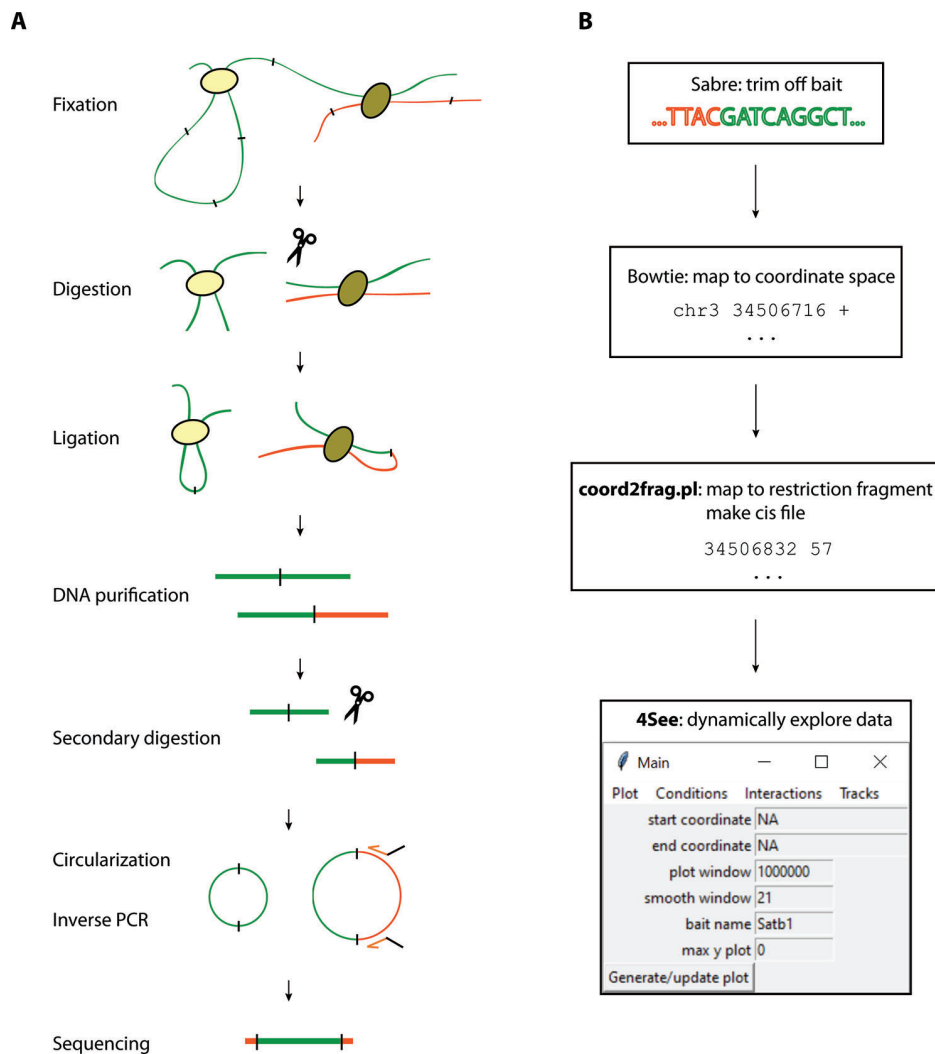 A
Fixation
Digestion
Ligation
DNA purification
Secondary digestion
Circularization
Inverse PCR
Sequencing
B
Sabre: trim off bait
...TTACGATCAGGCT...
Bowtie: map to coordinate space
chr3 34506716 +
...
coord2frag.pl: map to restriction fragment
make cis file
34506832 57
...
4See: dynamically explore data
Main
Plot Conditions Interactions Tracks
start coordinate NA
end coordinate NA
plot window 1000000
smooth window 21
bait name Satb1
max y plot 0
Generate/update plot